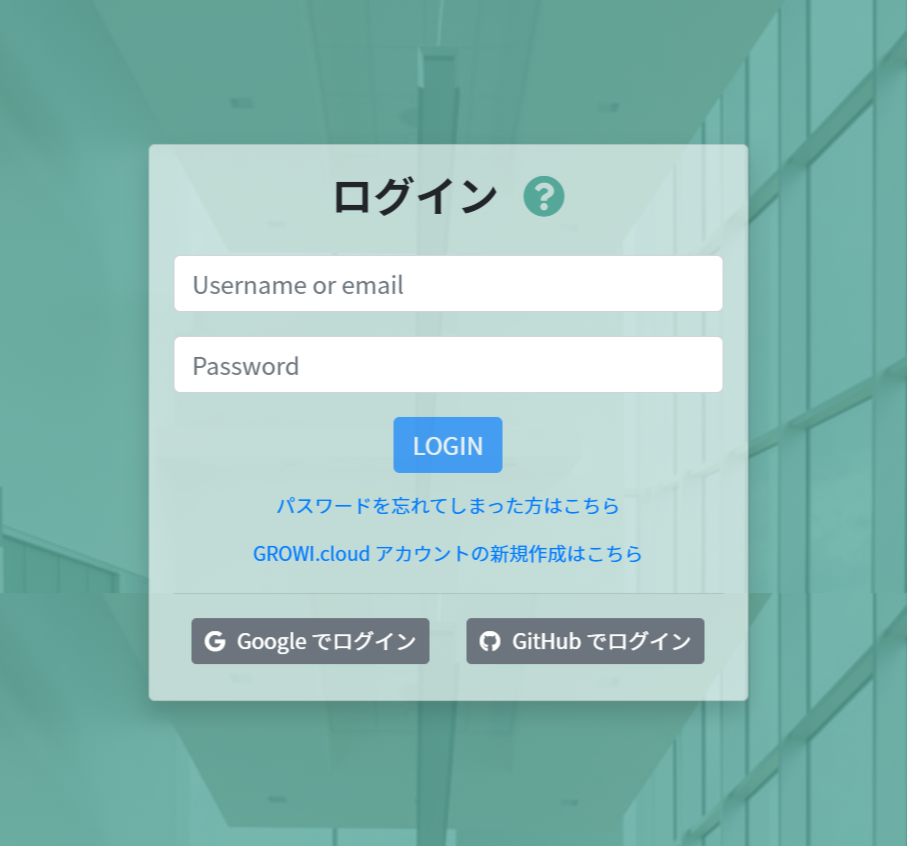 ログイン
Username or email
Password
LOGIN
パスワードを忘れてしまった方はこちら
GROWI.cloud アカウントの新規作成はこちら
Google でログイン
GitHub でログイン